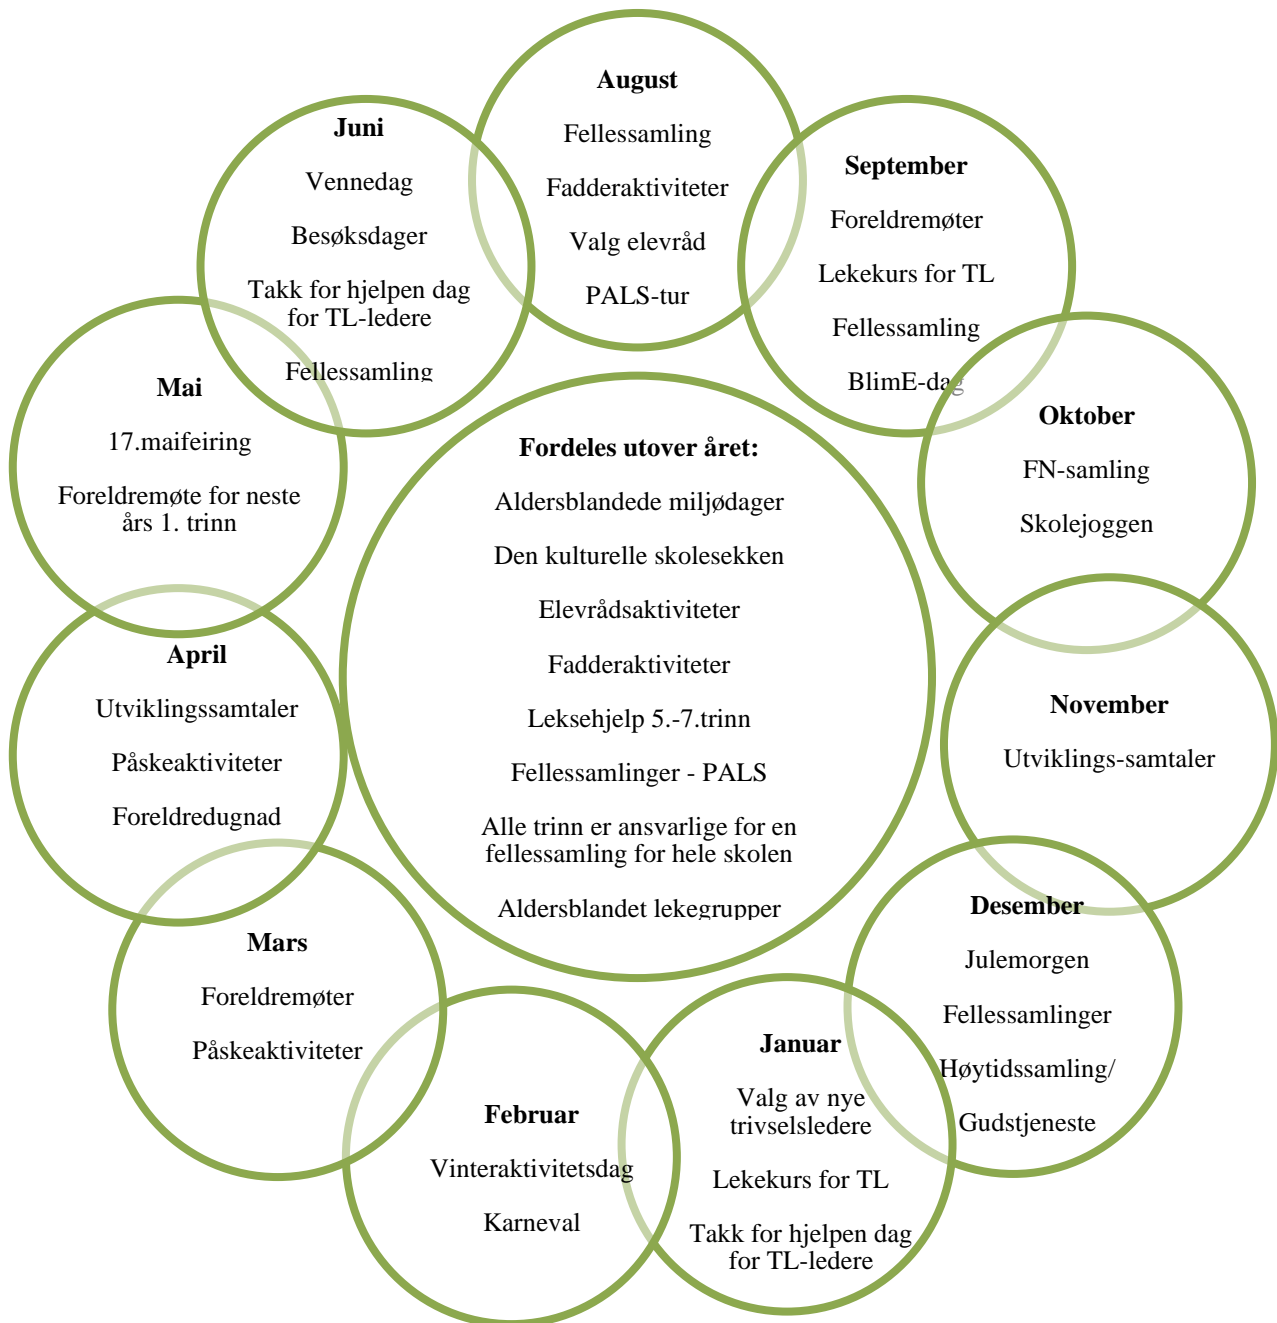 August
Fellessamling
Fadderaktiviteter
Valg elevråd
PALS-tur
September
Foreldremøter
Lekekurs for TL
Fellessamling
BlimE-dag
Oktober
FN-samling
Skolejoggen
November
Utviklings-samtaler
Desember
Julemorgen
Fellessamlinger
Høytidssamling/
Gudstjeneste
Januar
Valg av nye
trivselsledere
Lekekurs for TL
Takk for hjelpen dag
for TL-ledere
Februar
Vinteraktivitetsdag
Karneval
Mars
Foreldremøter
Påskeaktiviteter
April
Utviklingssamtaler
Påskeaktiviteter
Foreldredugnad
Mai
17.maifeiring
Foreldremøte for neste
års 1. trinn
Juni
Vennedag
Besøksdager
Takk for hjelpen dag
for TL-ledere
Fellessamling
Fordeles utover året:
Aldersblandede miljødager
Den kulturelle skolesekken
Elevrådsaktiviteter
Fadderaktiviteter
Leksehjelp 5.-7.trinn
Fellessamlinger - PALS
Alle trinn er ansvarlige for en
fellessamling for hele skolen
Aldersblandet lekegrupper